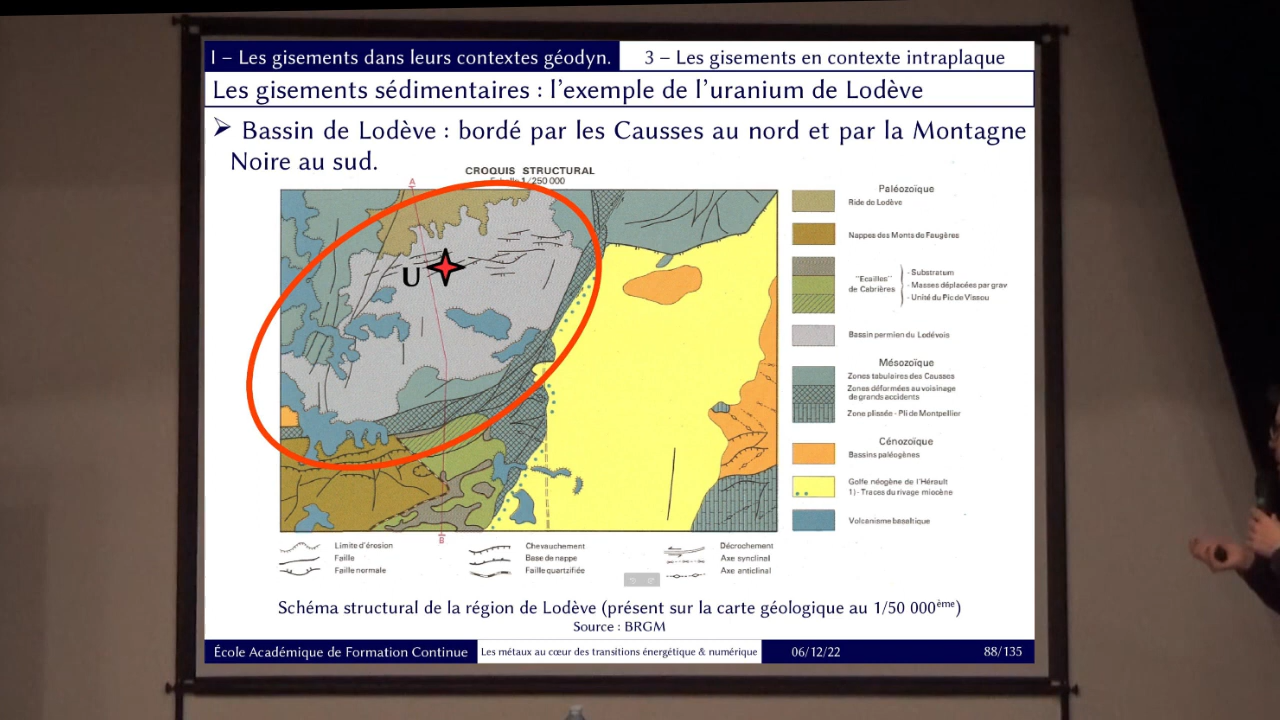 I – Les gisements dans leurs contextes géodyn.
3 – Les gisements en contexte intraplaque
Les gisements sédimentaires : l'exemple de l'uranium de Lodève
➤ Bassin de Lodève : bordé par les Causses au nord et par la Montagne
Noire au sud.
CROQUIS STRUCTURAL
1/250 000
A
U
B
Paléozoïque
Ride de Lodève
Nappes des Monts de Faugères
"Ecailles"
de Cabrières
- Substratum
- Masses déplacées par grav
- Unité du Pic de Vissou
Bassin permien du Lodévois
Mésozoïque
Zones tabulaires des Causses
Zones déformées au voisinage
de grands accidents
Zone plissée - Pli de Montpellier
Cénozoïque
Bassins paléogènes
Golfe néogène de l'Hérault
1) - Traces du rivage miocène
Volcanisme basaltique
Limite d'érosion
Faille
Faille normale
Chevauchement
Base de nappe
Faille quartzifiée
Décrochement
Axe synclinal
Axe anticlinal
Schéma structural de la région de Lodève (présent sur la carte géologique au 1/50 000ème)
Source : BRGM
École Académique de Formation Continue
Les métaux au cœur des transitions énergétique & numérique
06/12/22
88/135